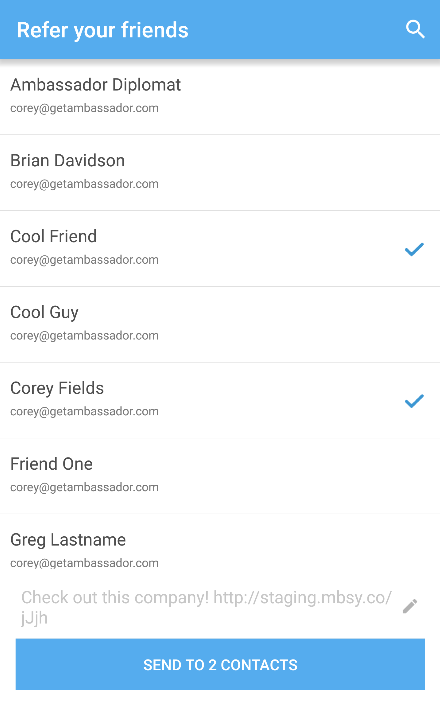 Refer your friends
Ambassador Diplomat
corey@getambassador.com
Brian Davidson
corey@getambassador.com
Cool Friend
corey@getambassador.com
Cool Guy
corey@getambassador.com
Corey Fields
corey@getambassador.com
Friend One
corey@getambassador.com
Greg Lastname
corey@getambassador.com
Check out this company! http://staging.mbsy.co/
jJjh
SEND TO 2 CONTACTS